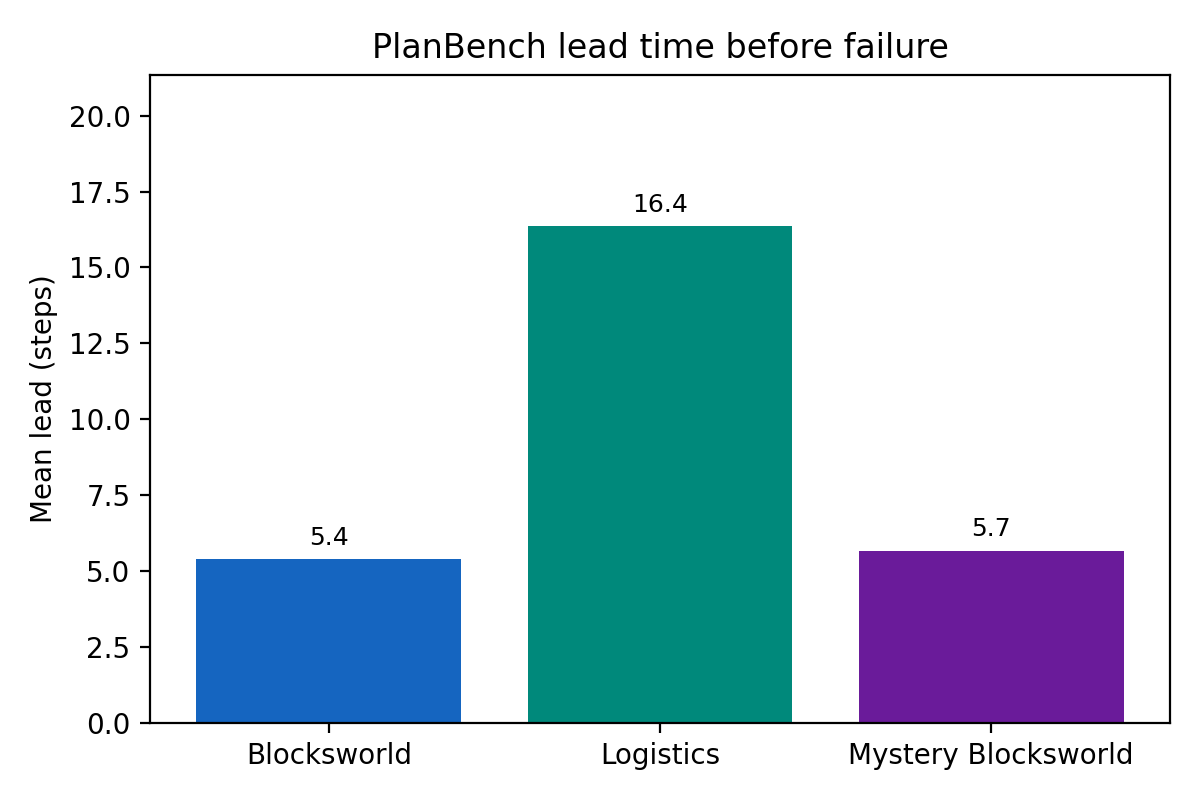 PlanBench lead time before failure
Mean lead (steps)
20.0
17.5
15.0
12.5
10.0
7.5
5.0
2.5
0.0
5.4
16.4
5.7
Blocksworld
Logistics
Mystery Blocksworld